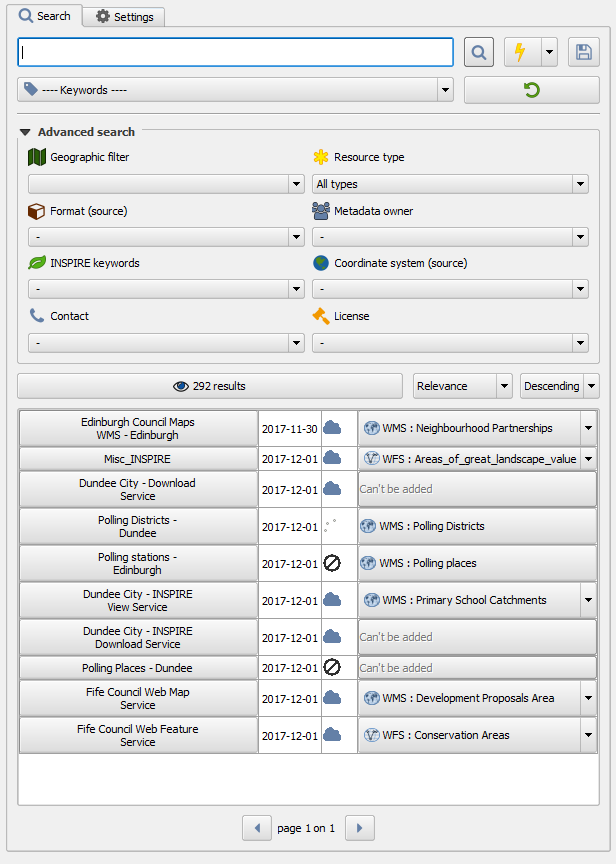 Search
Settings
---- Keywords ----
Advanced search
Geographic filter
Resource type
All types
Format (source)
Metadata owner
-
-
INSPIRE keywords
Coordinate system (source)
-
-
Contact
License
-
-
292 results
Relevance
Descending
Edinburgh Council Maps
WMS - Edinburgh
2017-11-30
WMS : Neighbourhood Partnerships
Misc_INSPIRE
2017-12-01
WFS : Areas_of_great_landscape_value
Dundee City - Download
Service
2017-12-01
Can't be added
Polling Districts -
Dundee
2017-12-01
WMS : Polling Districts
Polling stations -
Edinburgh
2017-12-01
WMS : Polling places
Dundee City - INSPIRE
View Service
2017-12-01
WMS : Primary School Catchments
Dundee City - INSPIRE
Download Service
2017-12-01
Can't be added
Polling Places - Dundee
2017-12-01
Can't be added
Fife Council Web Map
Service
2017-12-01
WMS : Development Proposals Area
Fife Council Web Feature
Service
2017-12-01
WFS : Conservation Areas
page 1 on 1